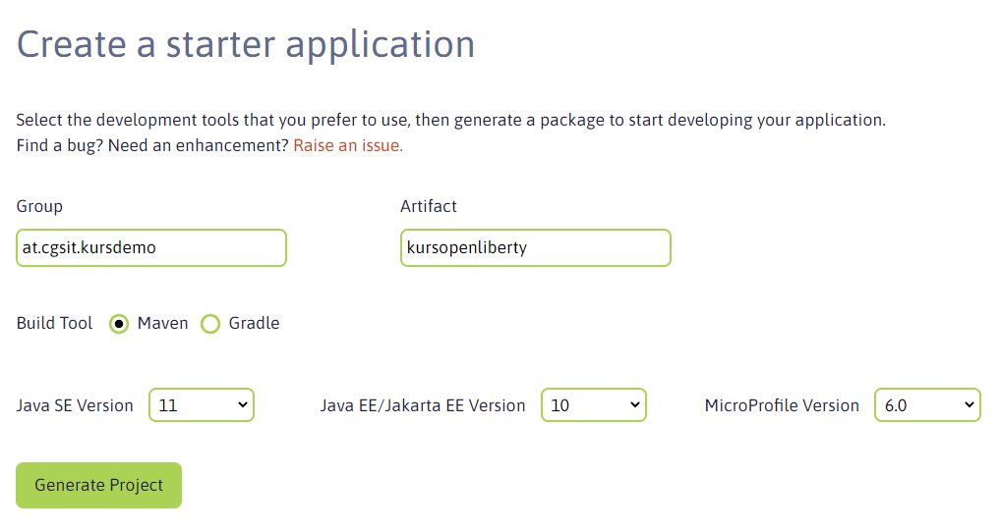 Create a starter application
Select the development tools that you prefer to use, then generate a package to start developing your application.
Find a bug? Need an enhancement? Raise an issue.
Group
Artifact
at.cgsit.kursdemo
kursopenliberty
Build Tool Maven Gradle
Java SE Version 11 Java EE/Jakarta EE Version 10 MicroProfile Version 6.0
Generate Project